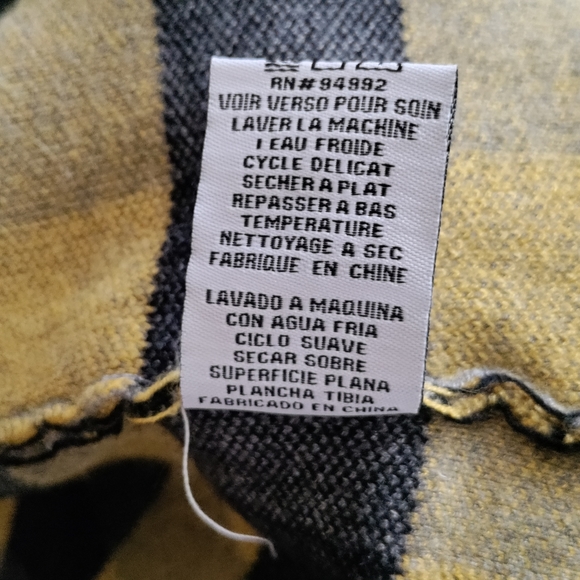 RN#94992
VOIR VERSO POUR SOIN
LAVER LA MACHINE
I EAU FROIDE
CYCLE DELICAT
SECHER A PLAT
REPASSER A BAS
TEMPERATURE
NETTOYAGE A SEC
FABRIQUE EN CHINE
LAVADO A MAQUINA
CON AGUA FRIA
CICLO SUAVE
SECAR SOBRE
SUPERFICIE PLANA
PLANCHA TIBIA
FABRICADO EN CHINA